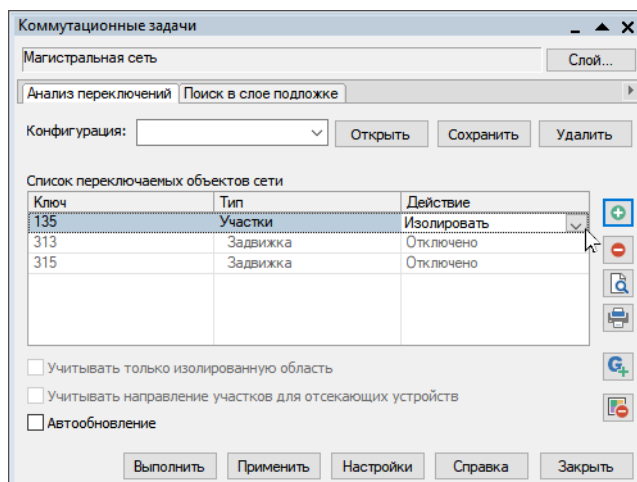 Коммутационные задачи
Магистральная сеть Слой...
Анализ переключений Поиск в слое подложке
Конфигурация: Открыть Сохранить Удалить
Список переключаемых объектов сети
Ключ Тип Действие
135 Участки Изолировать
313 Задвижка Отключено
315 Задвижка Отключено
Учитывать только изолированную область
Учитывать направление участков для отсекающих устройств
Автообновление
Выполнить Применить Настройки Справка Закрыть